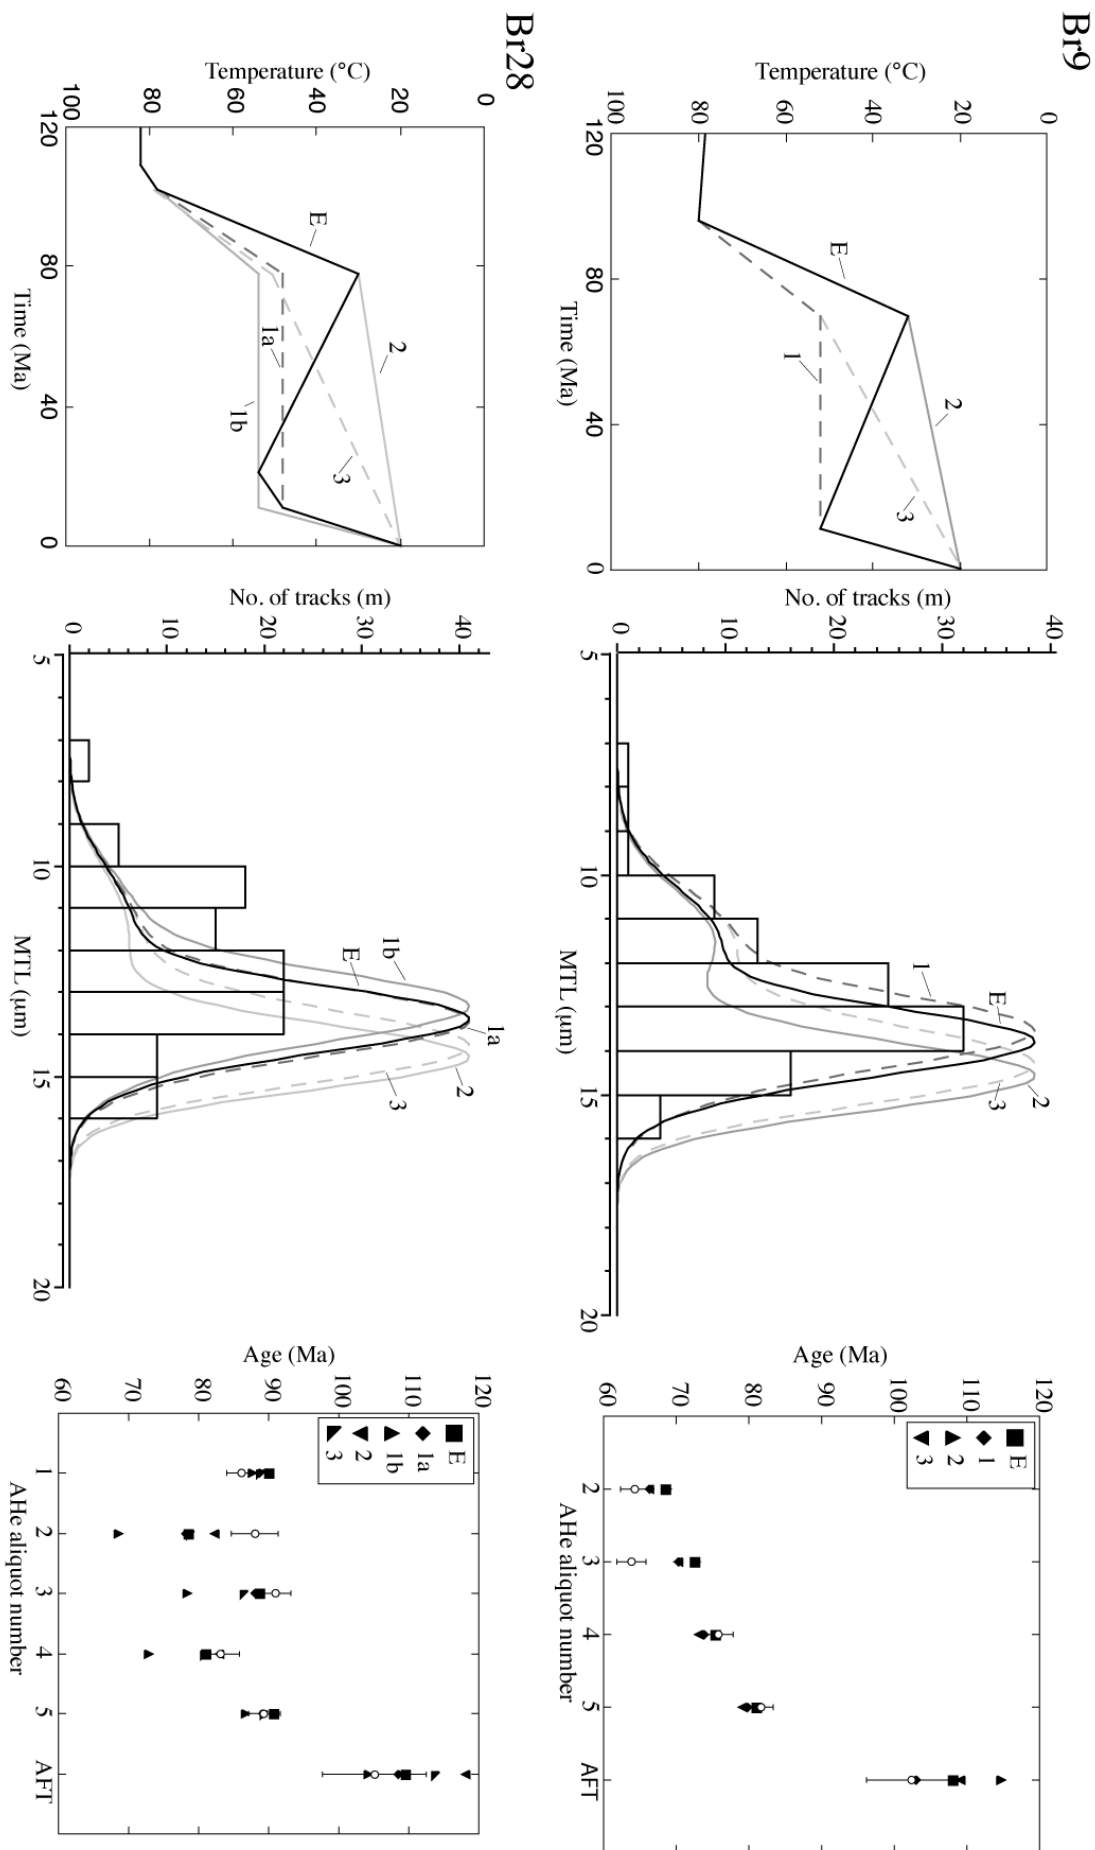 Br9
Temperature (°C)
0
20
40
60
80
100
120
80
40
0
Time (Ma)
E
1
2
3
No. of tracks (m)
40
30
20
10
0
5
10
15
20
MTL (µm)
1
E
2
3
Age (Ma)
120
110
100
90
80
70
60
E
1
2
3
2
3
4
5
AFT
AHe aliquot number
Br28
Temperature (°C)
0
20
40
60
80
100
120
80
40
0
Time (Ma)
E
1a
1b
2
3
No. of tracks (m)
40
30
20
10
0
5
10
15
20
MTL (µm)
1b
E
1a
2
3
Age (Ma)
120
110
100
90
80
70
60
E
1a
1b
2
3
1
2
3
4
5
AFT
AHe aliquot number